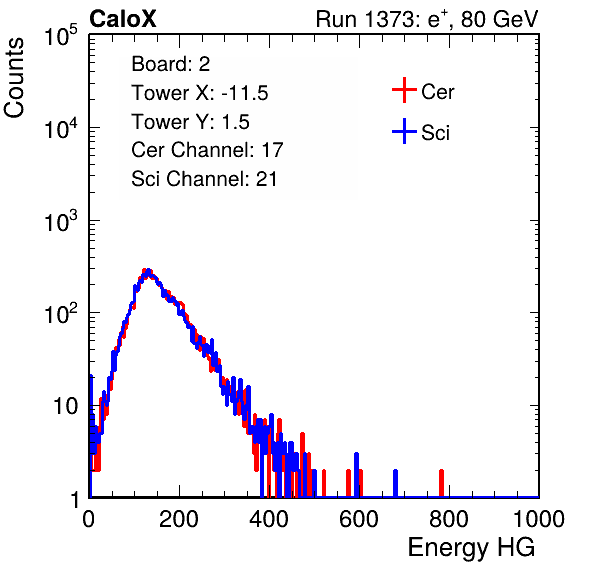 CaloX Run 1373: e+, 80 GeV
Counts
10^5
10^4
10^3
10^2
10
1
Board: 2
Tower X: -11.5
Tower Y: 1.5
Cer Channel: 17
Sci Channel: 21
Cer
Sci
0 200 400 600 800 1000
Energy HG